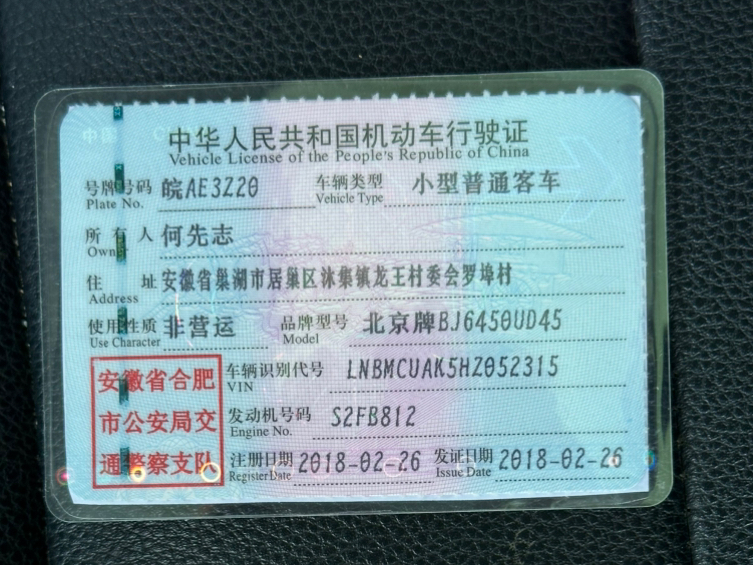 中华人民共和国机动车行驶证
Vehicle License of the People's Republic of China
号牌号码 皖AE3Z20 车辆类型 小型普通客车
Plate No. Vehicle Type
所有人 何先志
Owner
住址 安徽省巢湖市居巢区沐集镇龙王村委会罗埠村
Address
使用性质 非营运 品牌型号 北京牌BJ6450UD45
Use Character Model
安徽省合肥
市公安局交
通警察支队
车辆识别代号 LNBMCUAK5HZ052315
VIN
发动机号码 S2FB812
Engine No.
注册日期 2018-02-26 发证日期 2018-02-26
Register Date Issue Date